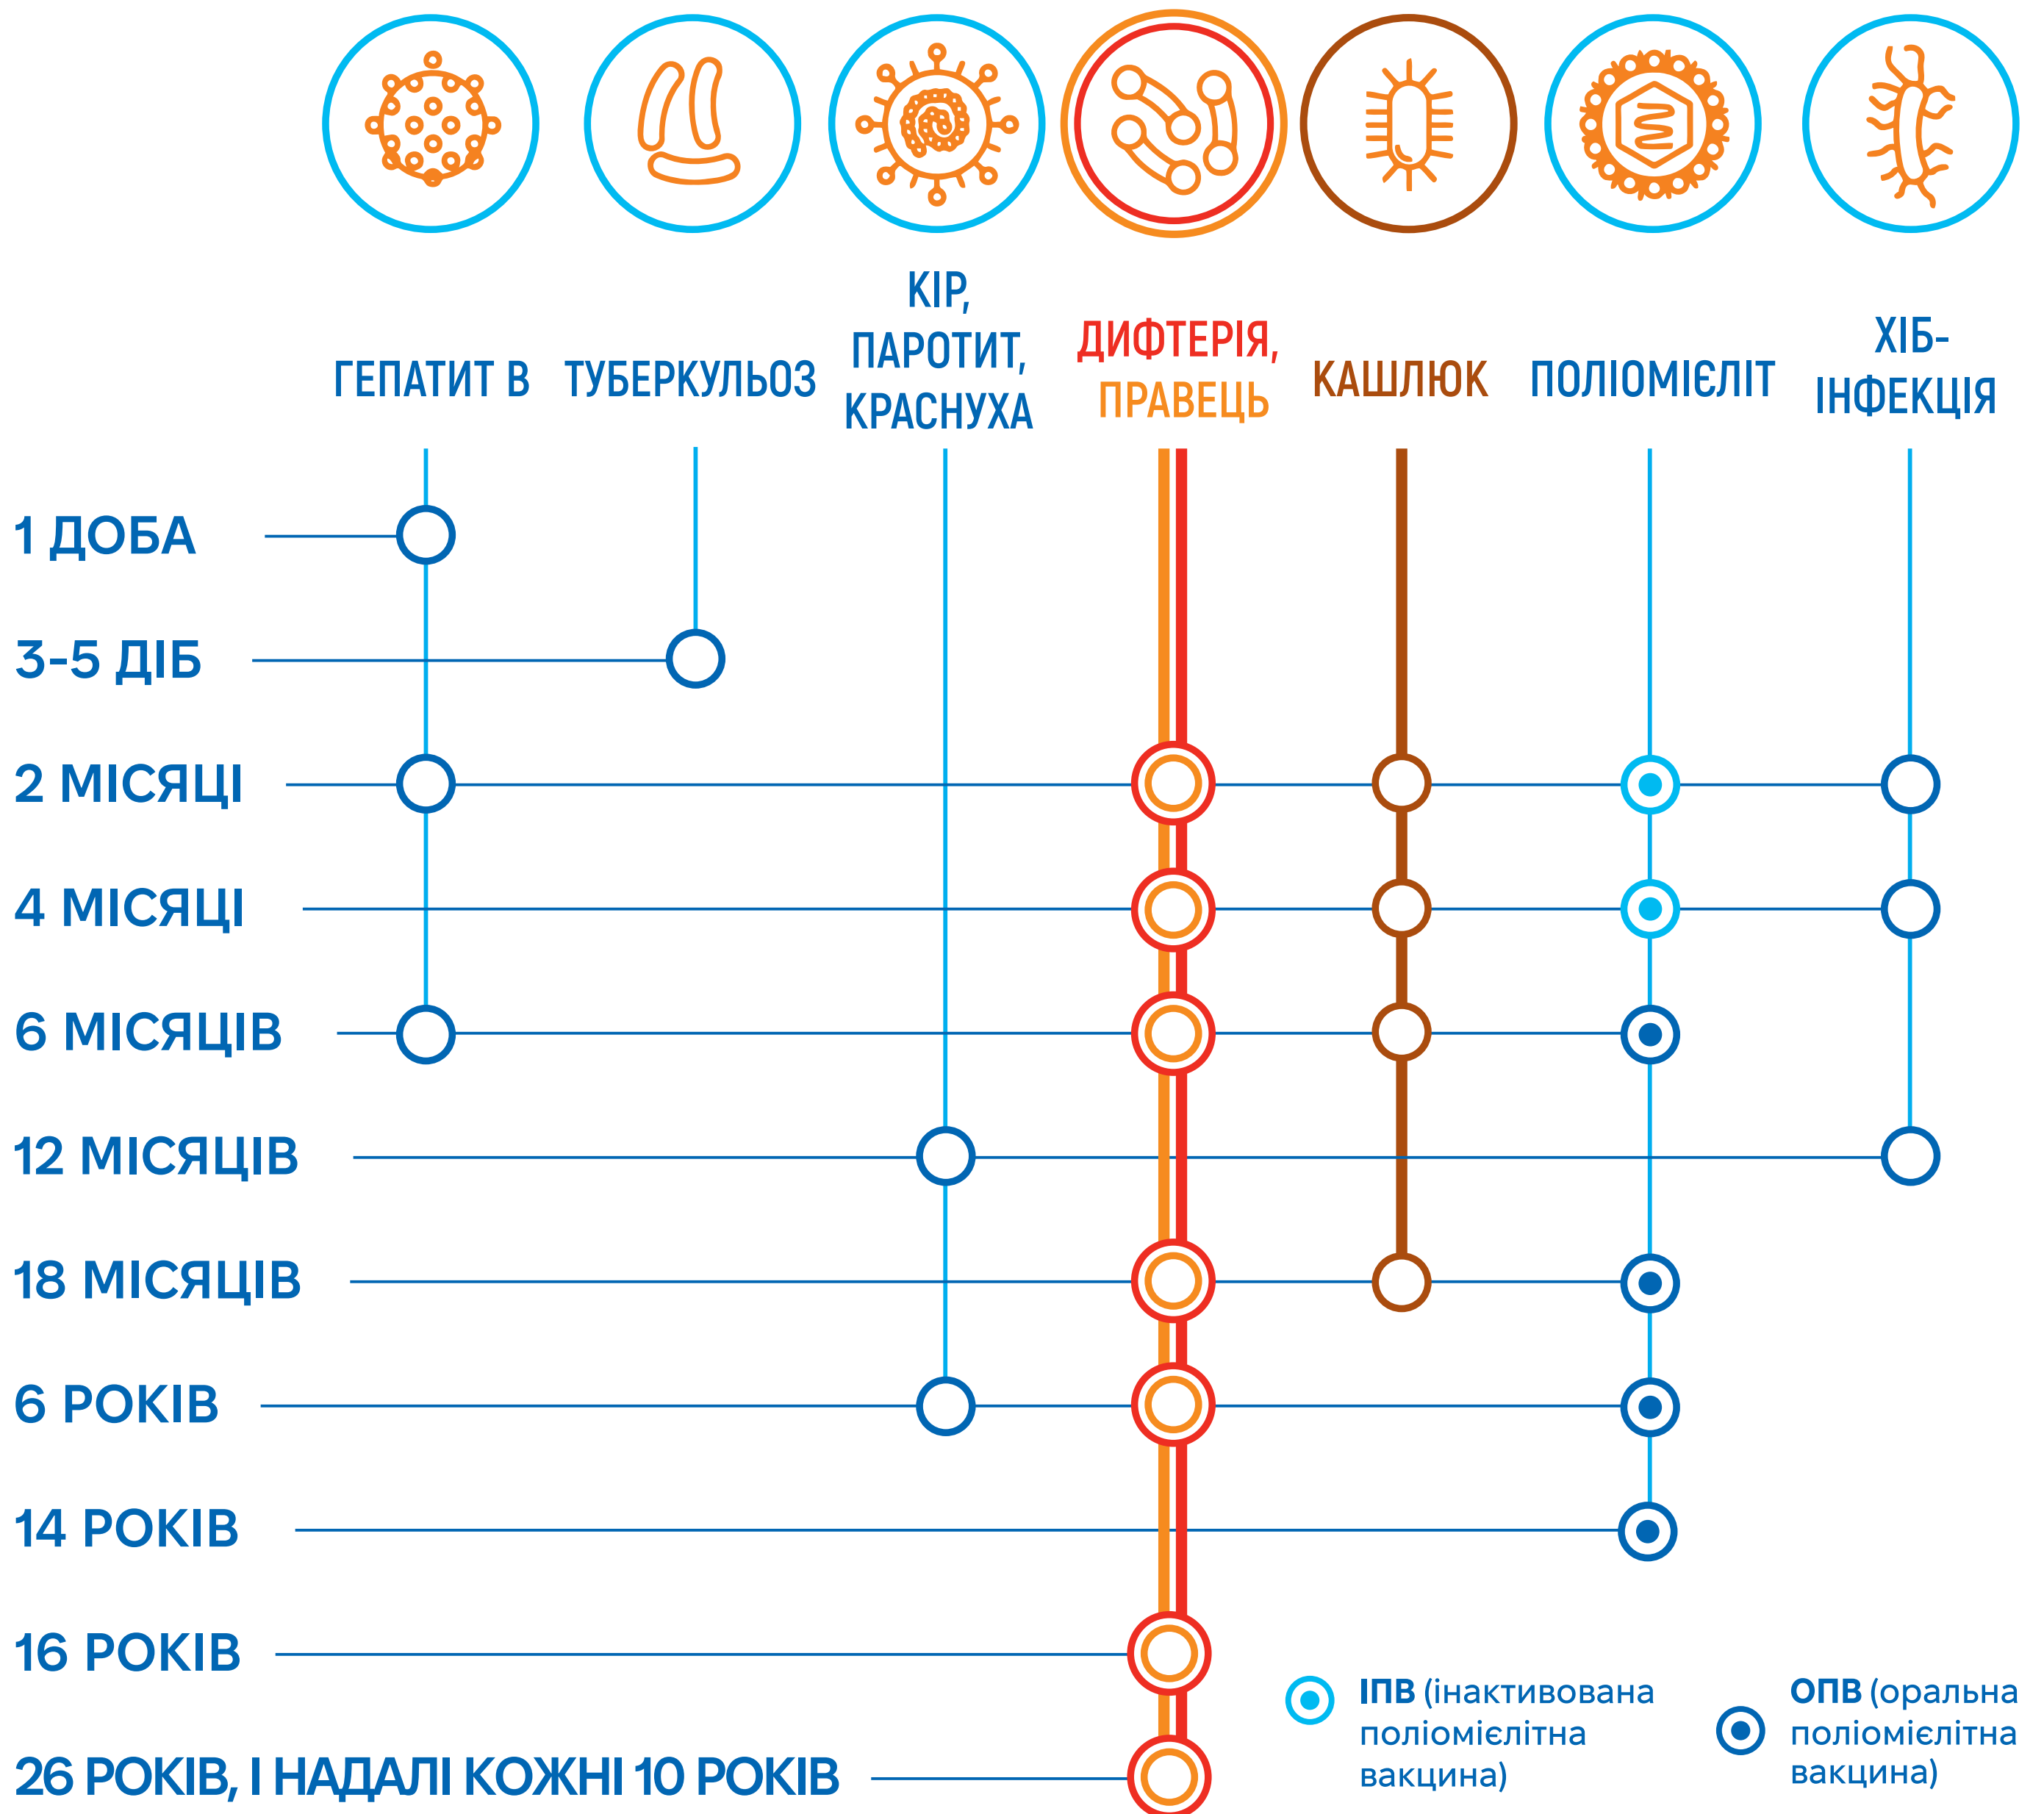 ГЕПАТИТ В
ТУБЕРКУЛЬОЗ
КІР,
ПАРОТИТ,
КРАСНУХА
ДИФТЕРІЯ,
ПРАВЕЦЬ
КАШЛЮК
ПОЛІОМІЄЛІТ
ХІБ-
ІНФЕКЦІЯ
1 ДОБА
3-5 ДІБ
2 МІСЯЦІ
4 МІСЯЦІ
6 МІСЯЦІВ
12 МІСЯЦІВ
18 МІСЯЦІВ
6 РОКІВ
14 РОКІВ
16 РОКІВ
26 РОКІВ, І НАДАЛІ КОЖНІ 10 РОКІВ
ІПВ (інактивована
поліомієлітна
вакцина)
ОПВ (оральна
поліомієлітна
вакцина)